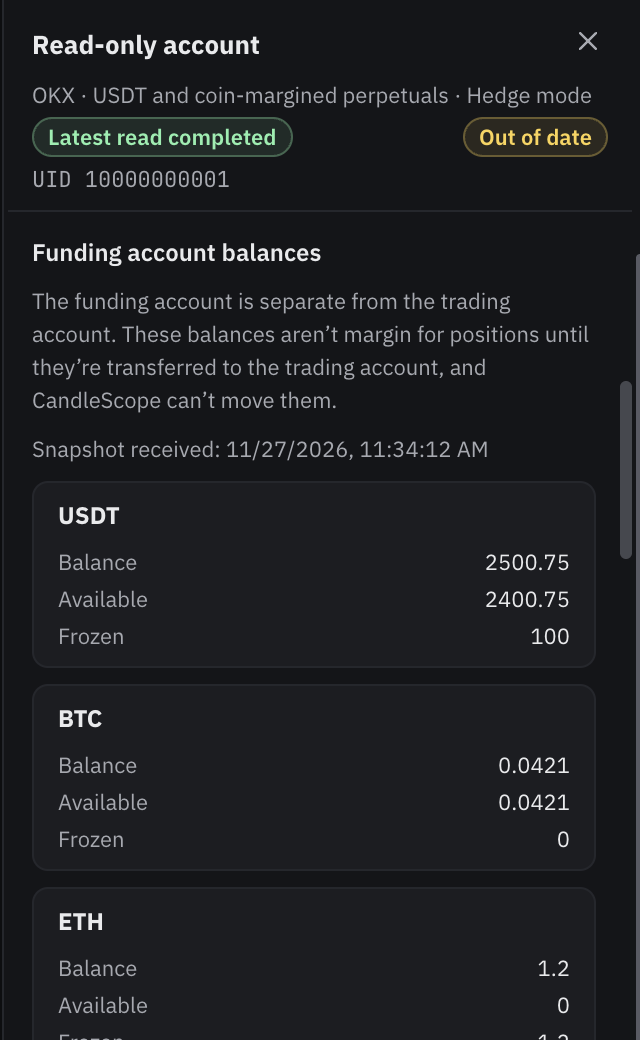 Read-only account
OKX · USDT and coin-margined perpetuals · Hedge mode
Latest read completed
Out of date
UID 10000000001
Funding account balances
The funding account is separate from the trading
account. These balances aren’t margin for positions until
they’re transferred to the trading account, and
CandleScope can’t move them.
Snapshot received: 11/27/2026, 11:34:12 AM
USDT
Balance 2500.75
Available 2400.75
Frozen 100
BTC
Balance 0.0421
Available 0.0421
Frozen 0
ETH
Balance 1.2
Available 0
Frozen 1.2